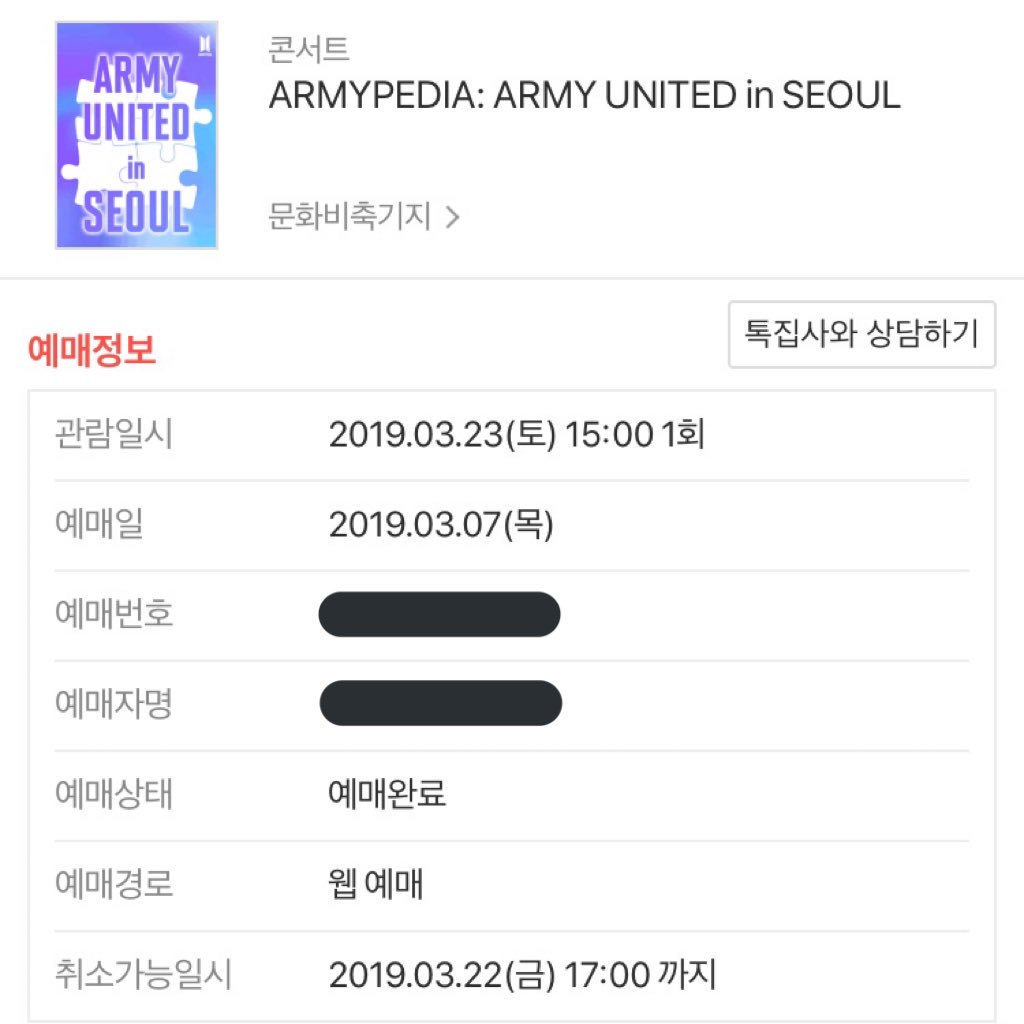 ARMY
UNITED
in
SEOUL
콘서트
ARMYPEDIA: ARMY UNITED in SEOUL
문화비축기지 >
예매정보
톡집사와 상담하기
관람일시 2019.03.23(토) 15:00 1회
예매일 2019.03.07(목)
예매번호
예매자명
예매상태 예매완료
예매경로 웹 예매
취소가능일시 2019.03.22(금) 17:00 까지